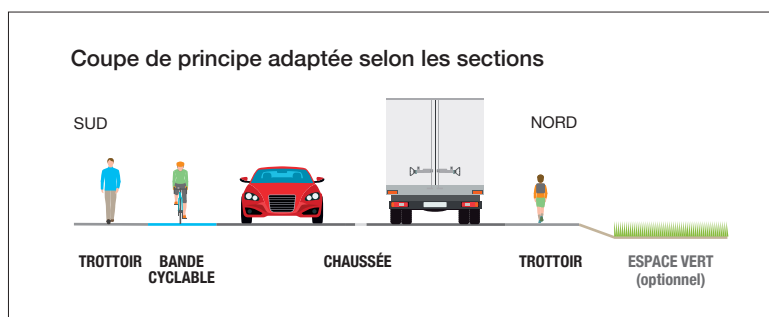 Coupe de principe adaptée selon les sections
SUD
NORD
TROTTOIR
BANDE
CYCLABLE
CHAUSSÉE
TROTTOIR
ESPACE VERT
(optionnel)